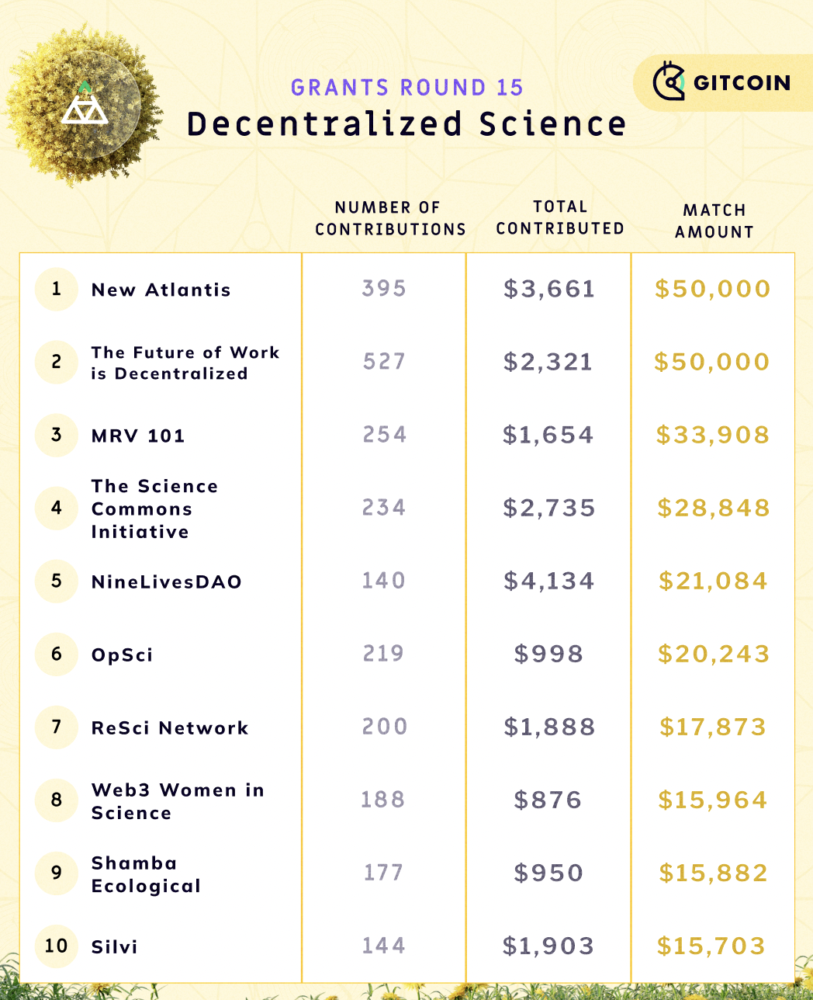 GRANTS ROUND 15
Decentralized Science
GITCOIN
NUMBER OF
CONTRIBUTIONS
TOTAL
CONTRIBUTED
MATCH
AMOUNT
1 New Atlantis 395 $3,661 $50,000
2 The Future of Work
is Decentralized 527 $2,321 $50,000
3 MRV 101 254 $1,654 $33,908
4 The Science
Commons
Initiative 234 $2,735 $28,848
5 NineLivesDAO 140 $4,134 $21,084
6 OpSci 219 $998 $20,243
7 ReSci Network 200 $1,888 $17,873
8 Web3 Women in
Science 188 $876 $15,964
9 Shamba
Ecological 177 $950 $15,882
10 Silvi 144 $1,903 $15,703